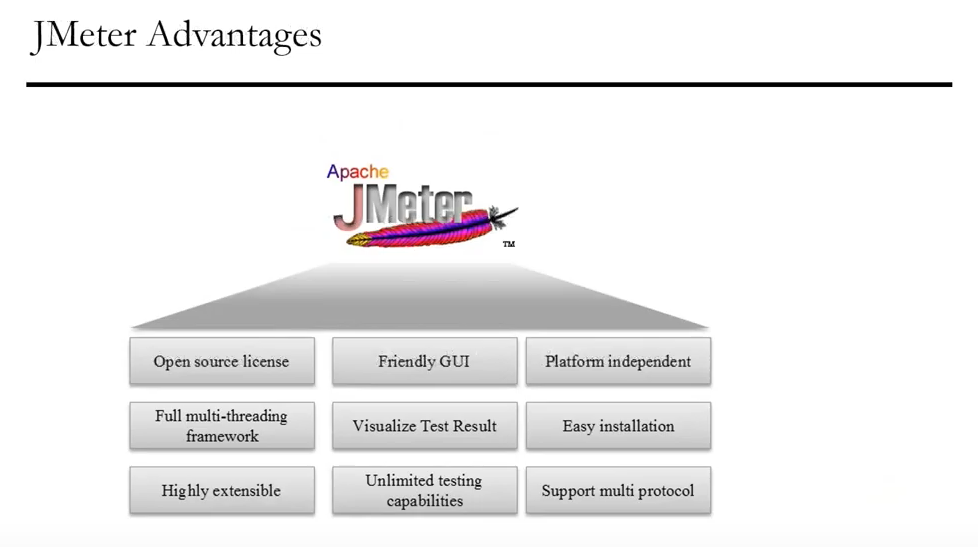 JMeter Advantages
Apache
JMeter
TM
Open source license
Friendly GUI
Platform independent
Full multi-threading
framework
Visualize Test Result
Easy installation
Highly extensible
Unlimited testing
capabilities
Support multi protocol